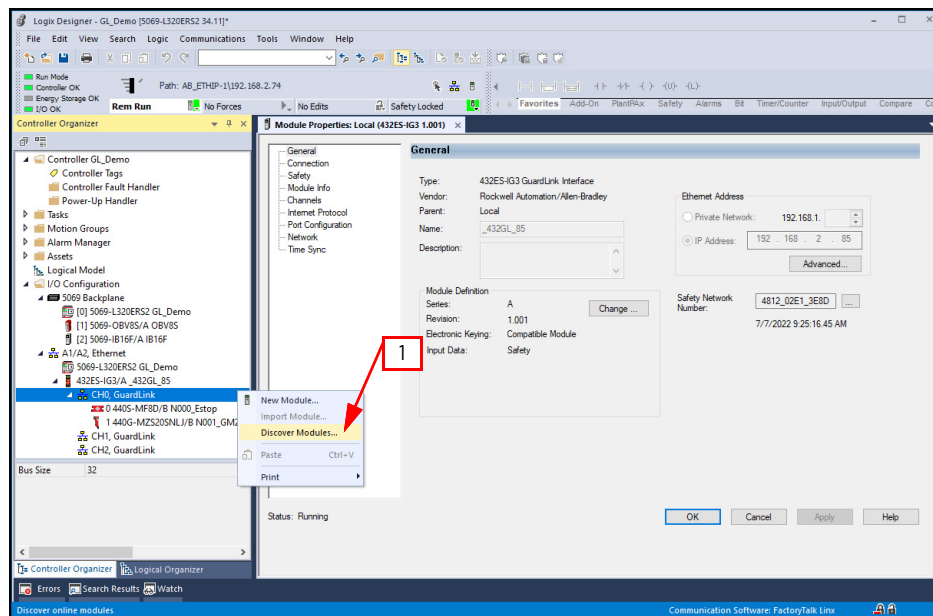 Logix Designer - GL_Demo [5069-L320ERS2 34.11]*
File Edit View Search Logic Communications Tools Window Help
Run Mode
Controller OK
Energy Storage OK
I/O OK
Path: AB_ETHIP-1\192.168.2.74
Rem Run No Forces No Edits Safety Locked
Favorites Add-On PlantPAx Safety Alarms Bit Timer/Counter Input/Output Compare
Controller Organizer
Module Properties: Local (432ES-IG3 1.001)
Controller GL_Demo
Controller Tags
Controller Fault Handler
Power-Up Handler
Tasks
Motion Groups
Alarm Manager
Assets
Logical Model
I/O Configuration
5069 Backplane
[0] 5069-L320ERS2 GL_Demo
[1] 5069-OBV8S/A OBV8S
[2] 5069-IB16F/A IB16F
A1/A2, Ethernet
5069-L320ERS2 GL_Demo
432ES-IG3/A _432GL_85
CH0, GuardLink
0 440S-MF8D/B N000_Estop
1 440G-MZS20SNLJ/B N001_GMZ
CH1, GuardLink
CH2, GuardLink
Bus Size 32
New Module...
Import Module...
Discover Modules...
Paste Ctrl+V
Print
General
Connection
Safety
Module Info
Channels
Internet Protocol
Port Configuration
Network
Time Sync
General
Type: 432ES-IG3 GuardLink Interface
Vendor: Rockwell Automation/Allen-Bradley
Parent: Local
Name: _432GL_85
Description:
Module Definition
Series: A
Change ...
Revision: 1.001
Electronic Keying: Compatible Module
Input Data: Safety
Ethernet Address
Private Network: 192.168.1.
IP Address: 192 . 168 . 2 . 85
Advanced...
Safety Network Number:
4812_02E1_3E8D ...
7/7/2022 9:25:16.45 AM
1
Status: Running
OK Cancel Apply Help
Controller Organizer Logical Organizer
Errors Search Results Watch
Discover online modules
Communication Software: FactoryTalk Linx